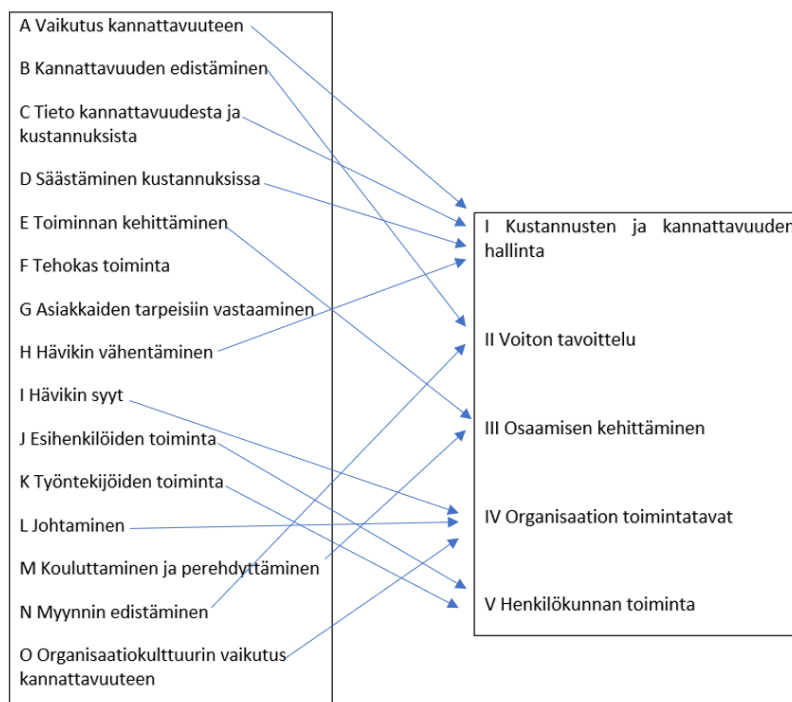 A Vaikutus kannattavuuteen
B Kannattavuuden edistäminen
C Tieto kannattavuudesta ja
kustannuksista
D Säästäminen kustannuksissa
E Toiminnan kehittäminen
F Tehokas toiminta
G Asiakkaiden tarpeisiin vastaaminen
H Hävikin vähentäminen
I Hävikin syyt
J Esihenkilöiden toiminta
K Työntekijöiden toiminta
L Johtaminen
M Kouluttaminen ja perehdyttäminen
N Myynnin edistäminen
O Organisaatiokulttuurin vaikutus
kannattavuuteen
I Kustannusten ja kannattavuuden
hallinta
II Voiton tavoittelu
III Osaamisen kehittäminen
IV Organisaation toimintatavat
V Henkilökunnan toiminta